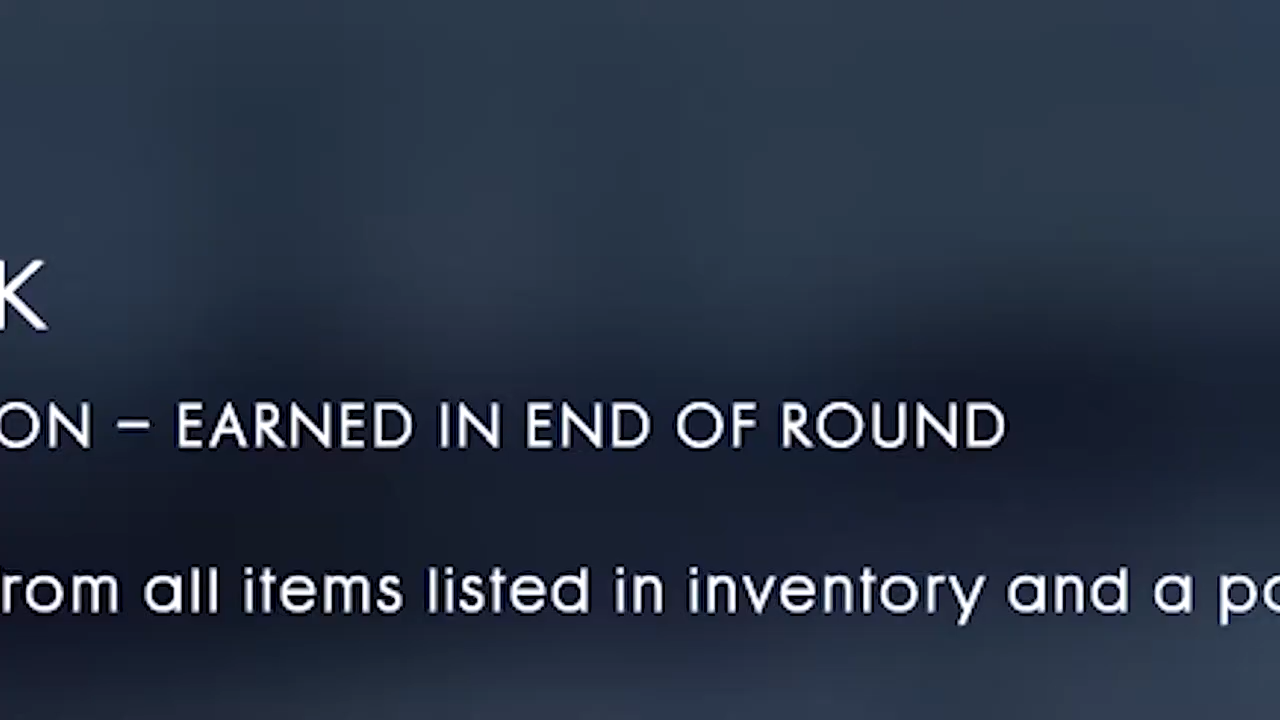 K
ON – EARNED IN END OF ROUND
rom all items listed in inventory and a po